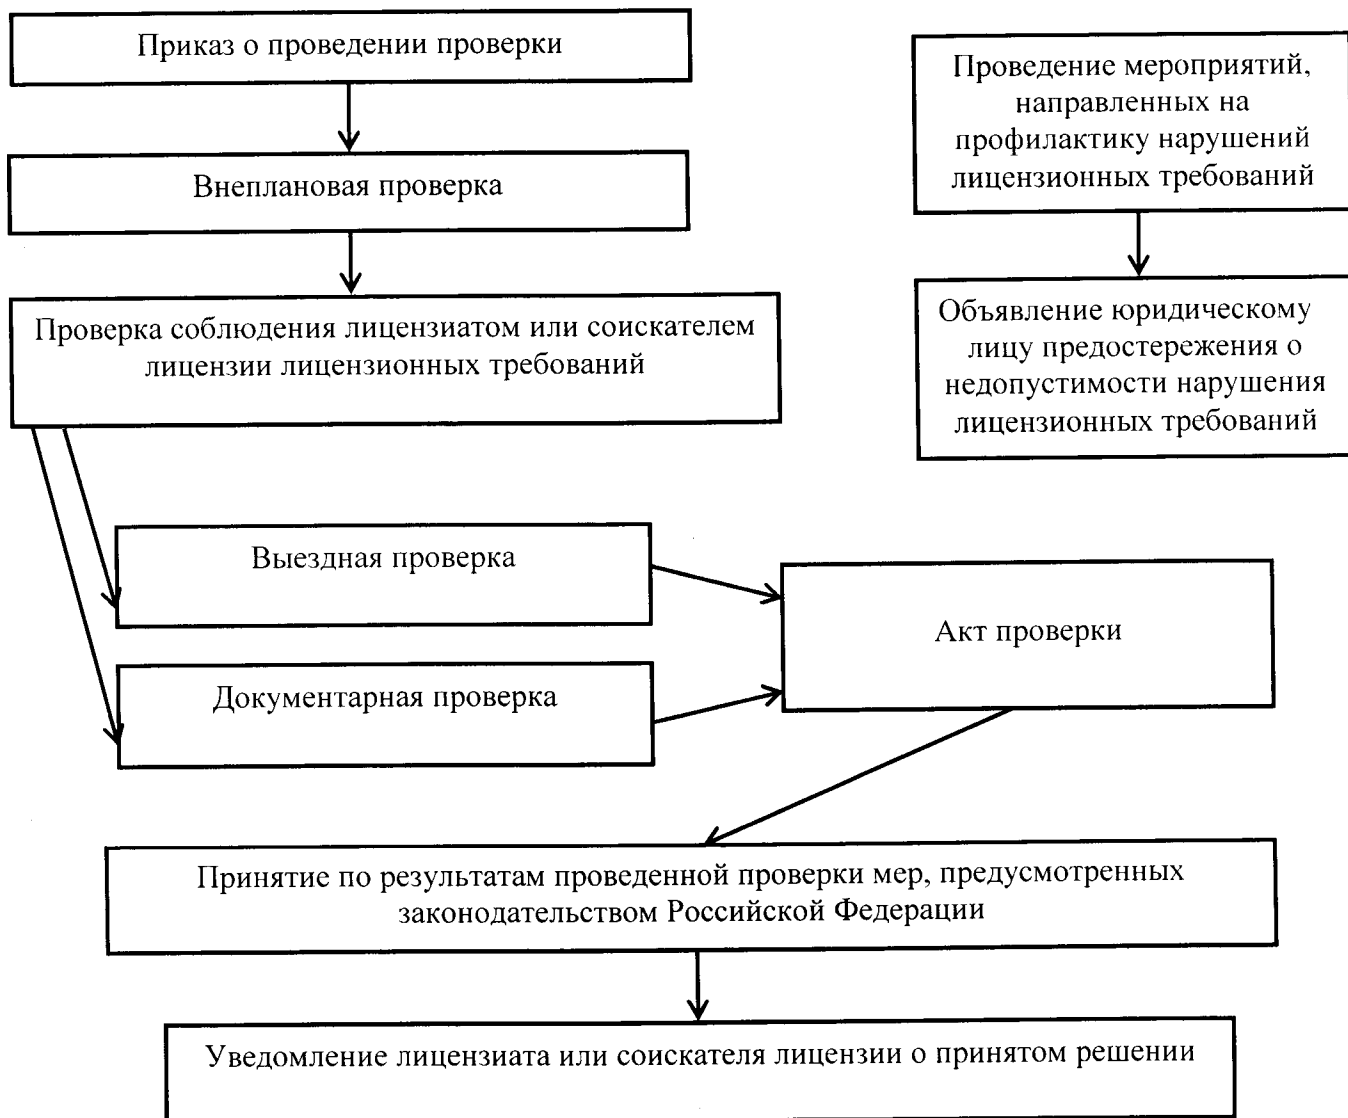 Приказ о проведении проверки
Внеплановая проверка
Проверка соблюдения лицензиатом или соискателем
лицензии лицензионных требований
Проведение мероприятий,
направленных на
профилактику нарушений
лицензионных требований
Объявление юридическому
лицу предостережения о
недопустимости нарушения
лицензионных требований
Выездная проверка
Документарная проверка
Акт проверки
Принятие по результатам проведенной проверки мер, предусмотренных
законодательством Российской Федерации
Уведомление лицензиата или соискателя лицензии о принятом решении